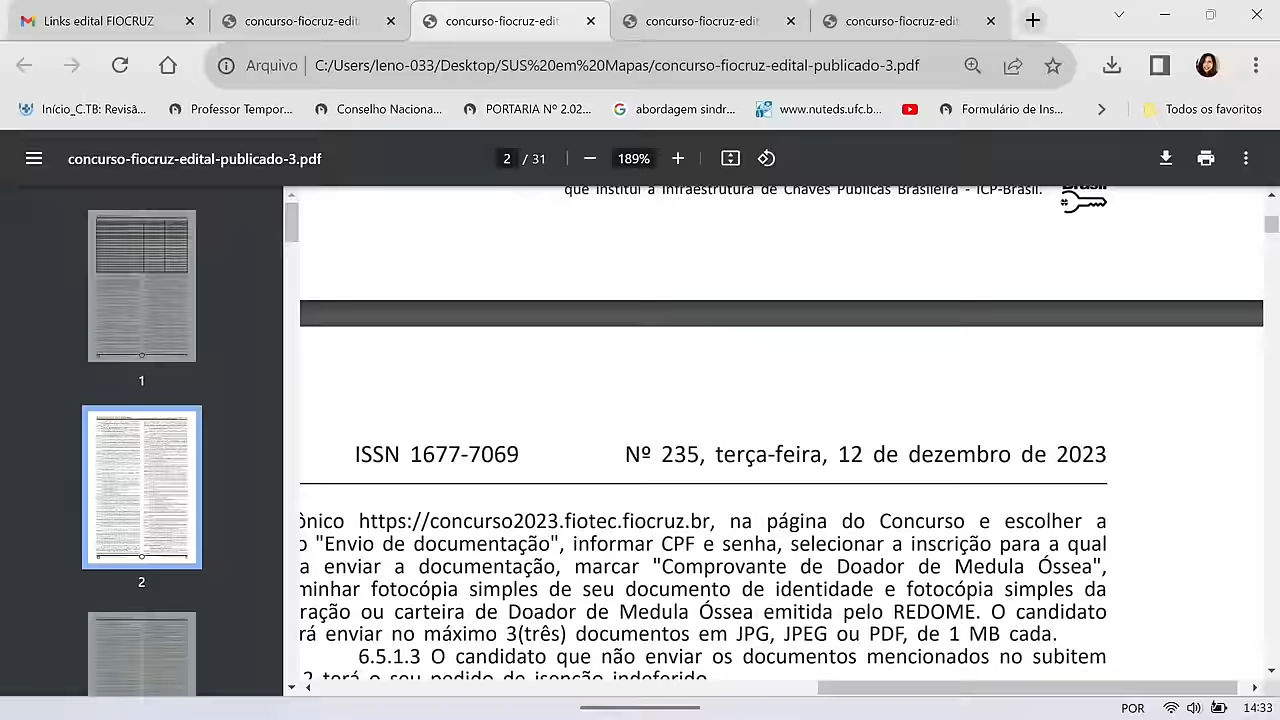 Links edital FIOCRUZ
concurso-fiocruz-edit
concurso-fiocruz-edit
concurso-fiocruz-edit
concurso-fiocruz-edit
Arquivo
C:/Users/leno-033/Desktop/SUS%20em%20Mapas/concurso-fiocruz-edital-publicado-3.pdf
Início_C.TB: Revisã...
Professor Tempor...
Conselho Naciona...
PORTARIA Nº 2.02...
abordagem sindr...
www.nuteds.ufc.b...
Formulário de Ins...
Todos os favoritos
concurso-fiocruz-edital-publicado-3.pdf
2 / 31
189%
que institui a Infraestrutura de Chaves Públicas Brasileira - ICP-Brasil.
Brasil
1
2
ISSN 1677-7069
Nº 235, terça-feira, 12 de dezembro de 2023
ônico https://concurso2023.fiotec.fiocruz.br, na página do Concurso e escolher a
o "Envio de documentação", informar CPF e senha, selecionar a inscrição para a qual
a enviar a documentação, marcar "Comprovante de Doador de Medula Óssea",
minhar fotocópia simples de seu documento de identidade e fotocópia simples da
ração ou carteira de Doador de Medula Óssea emitida pelo REDOME. O candidato
rá enviar no máximo 3(três) documentos em JPG, JPEG ou PDF, de 1 MB cada.
6.5.1.3 O candidato que não enviar os documentos mencionados no subitem
2 terá o seu pedido de isenção indeferido.
POR
14:33